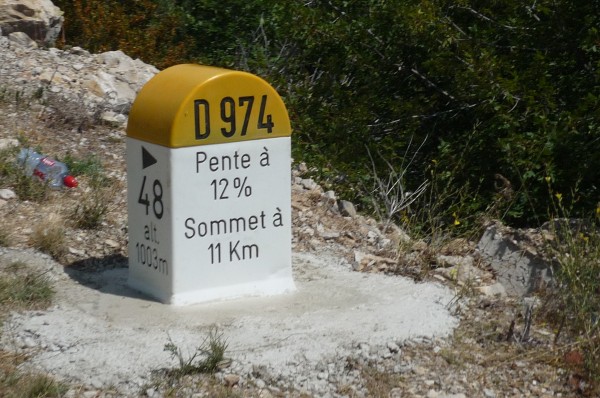 D 974
Pente à
12%
Sommet à
11 Km
48
alt.
1003m